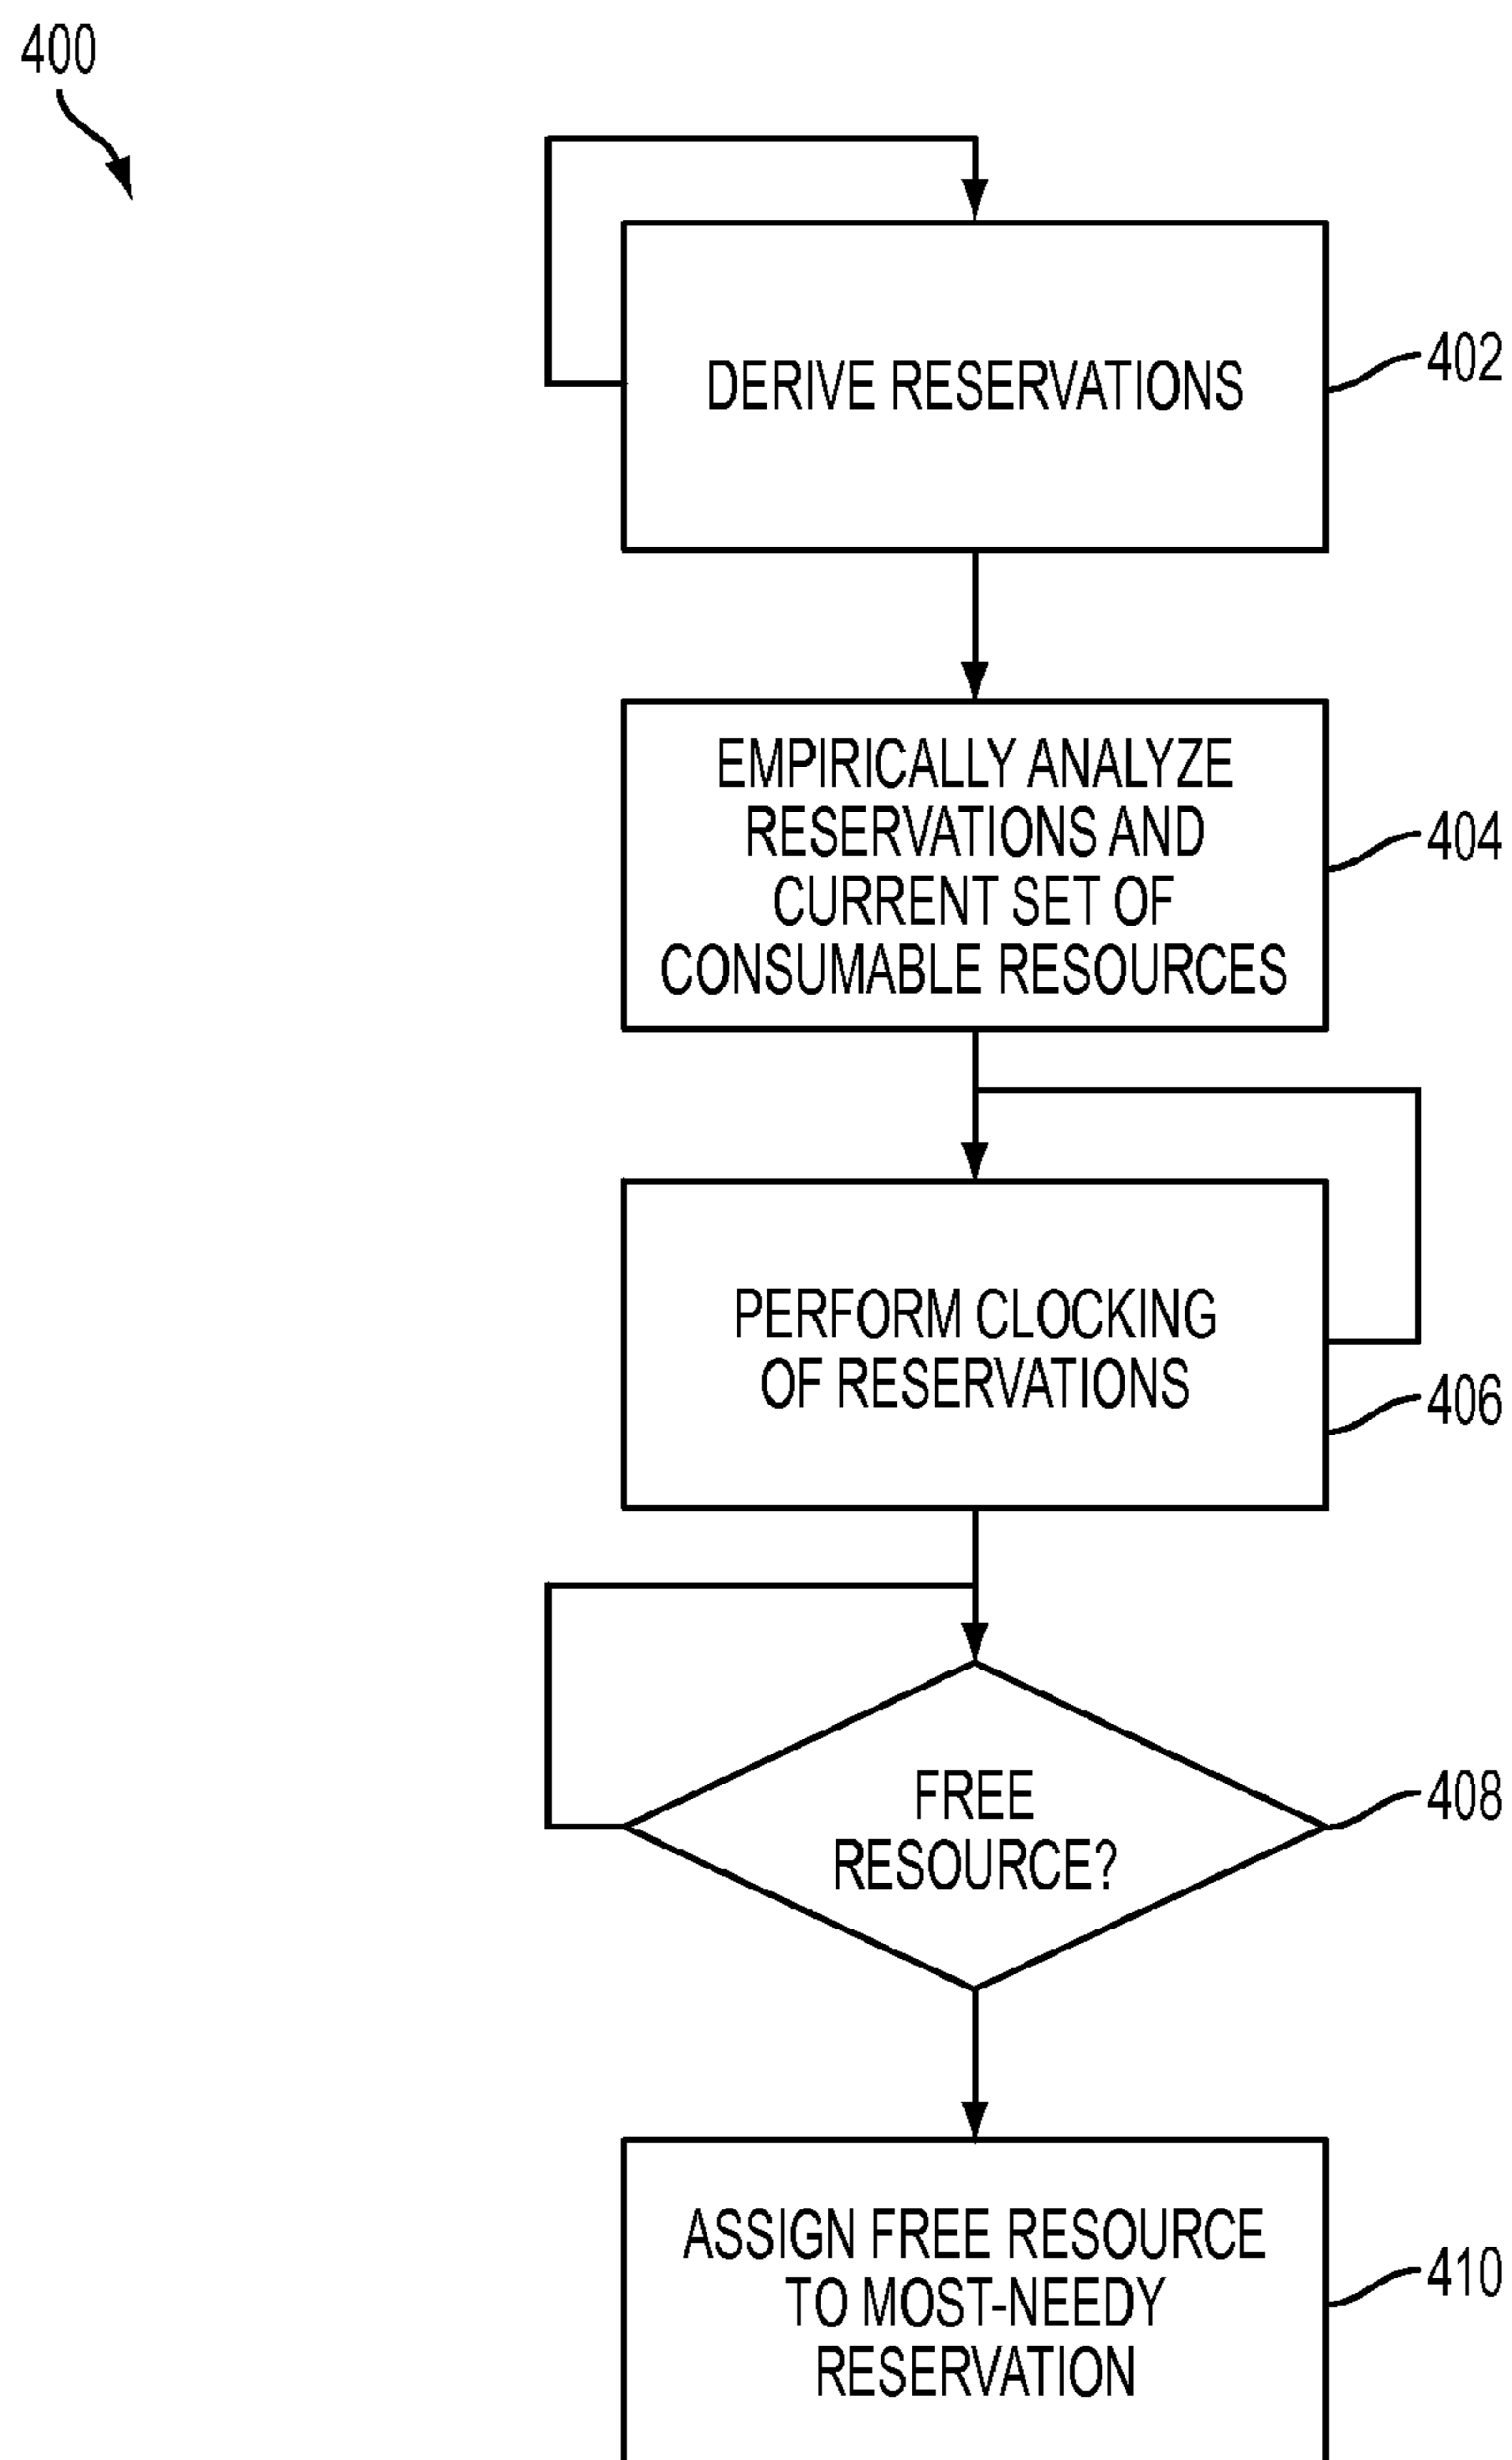 400
DERIVE RESERVATIONS
402
EMPIRICALLY ANALYZE
RESERVATIONS AND
CURRENT SET OF
CONSUMABLE RESOURCES
404
PERFORM CLOCKING
OF RESERVATIONS
406
FREE
RESOURCE?
408
ASSIGN FREE RESOURCE
TO MOST-NEEDY
RESERVATION
410